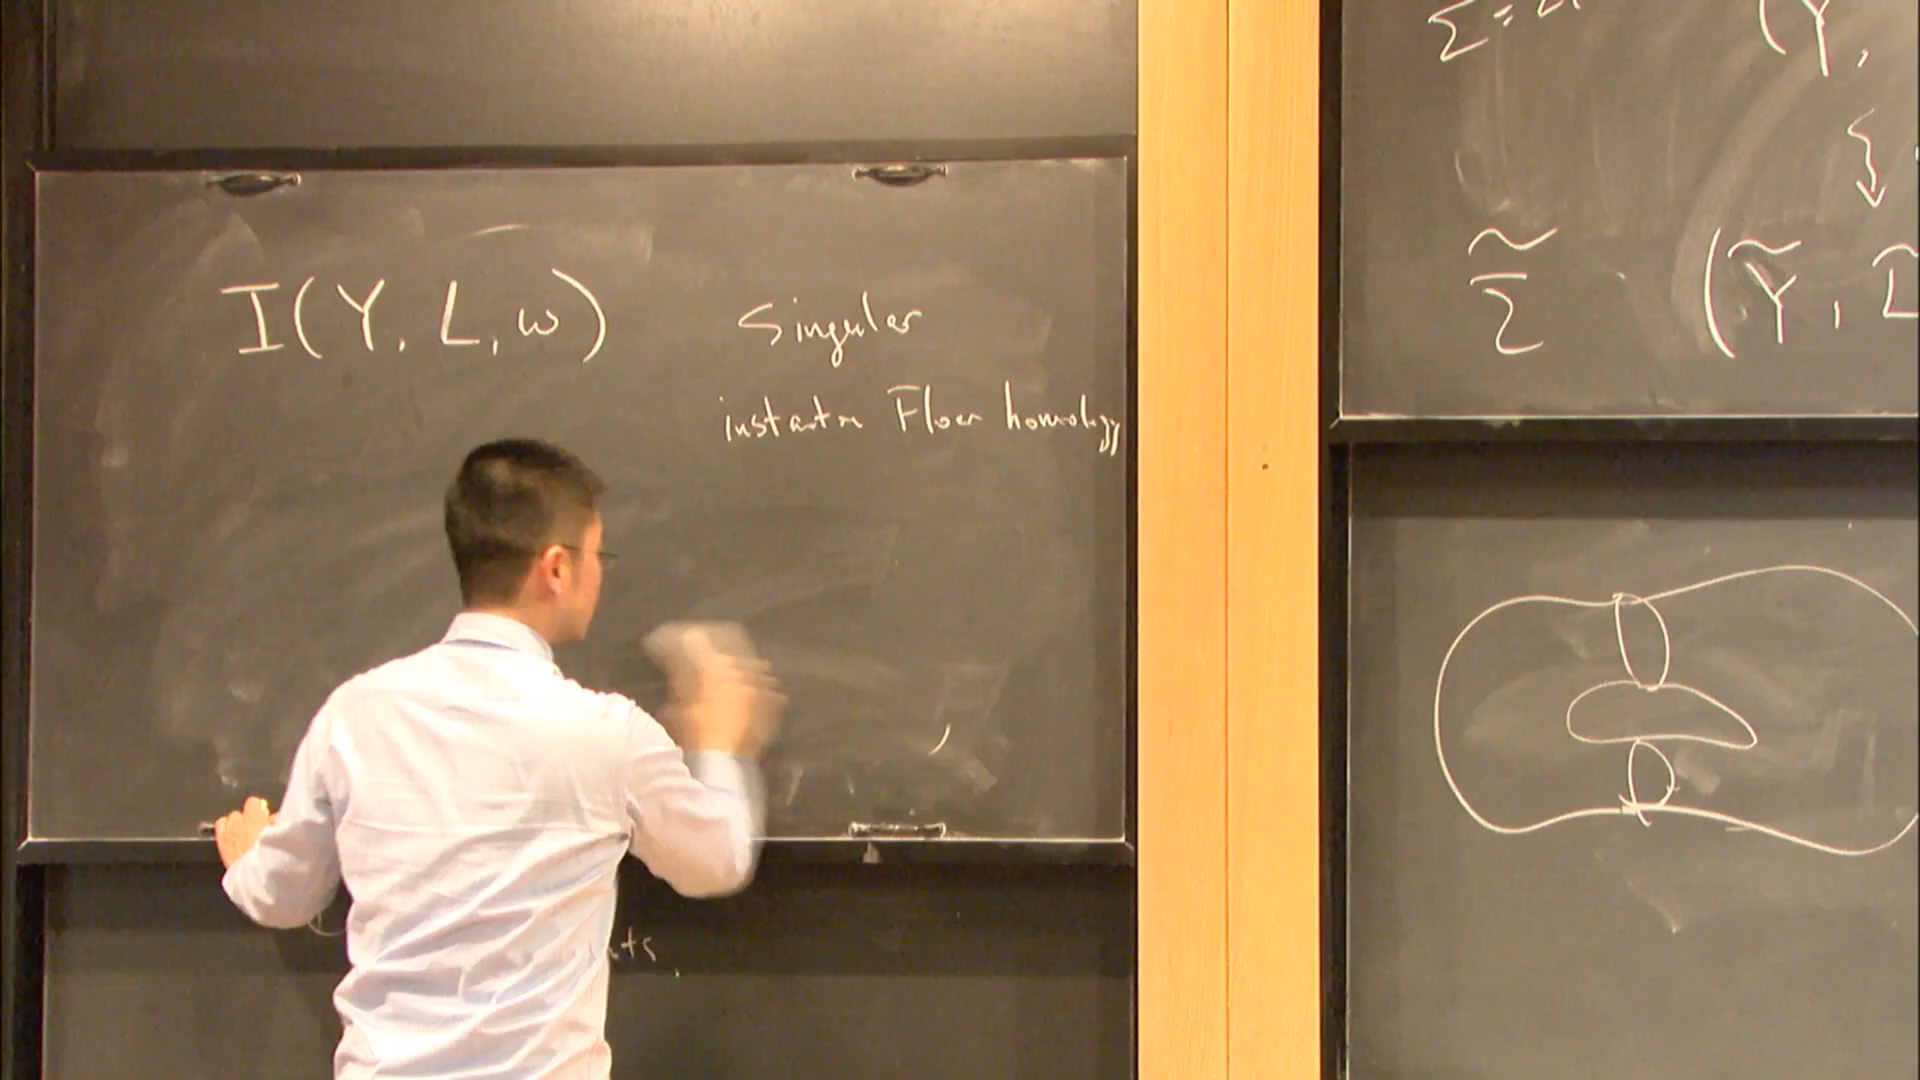 I(Y, L, ω) Singular
instanton Floer homology
Σ
(Y,
Σ̃ (Ỹ, L̃